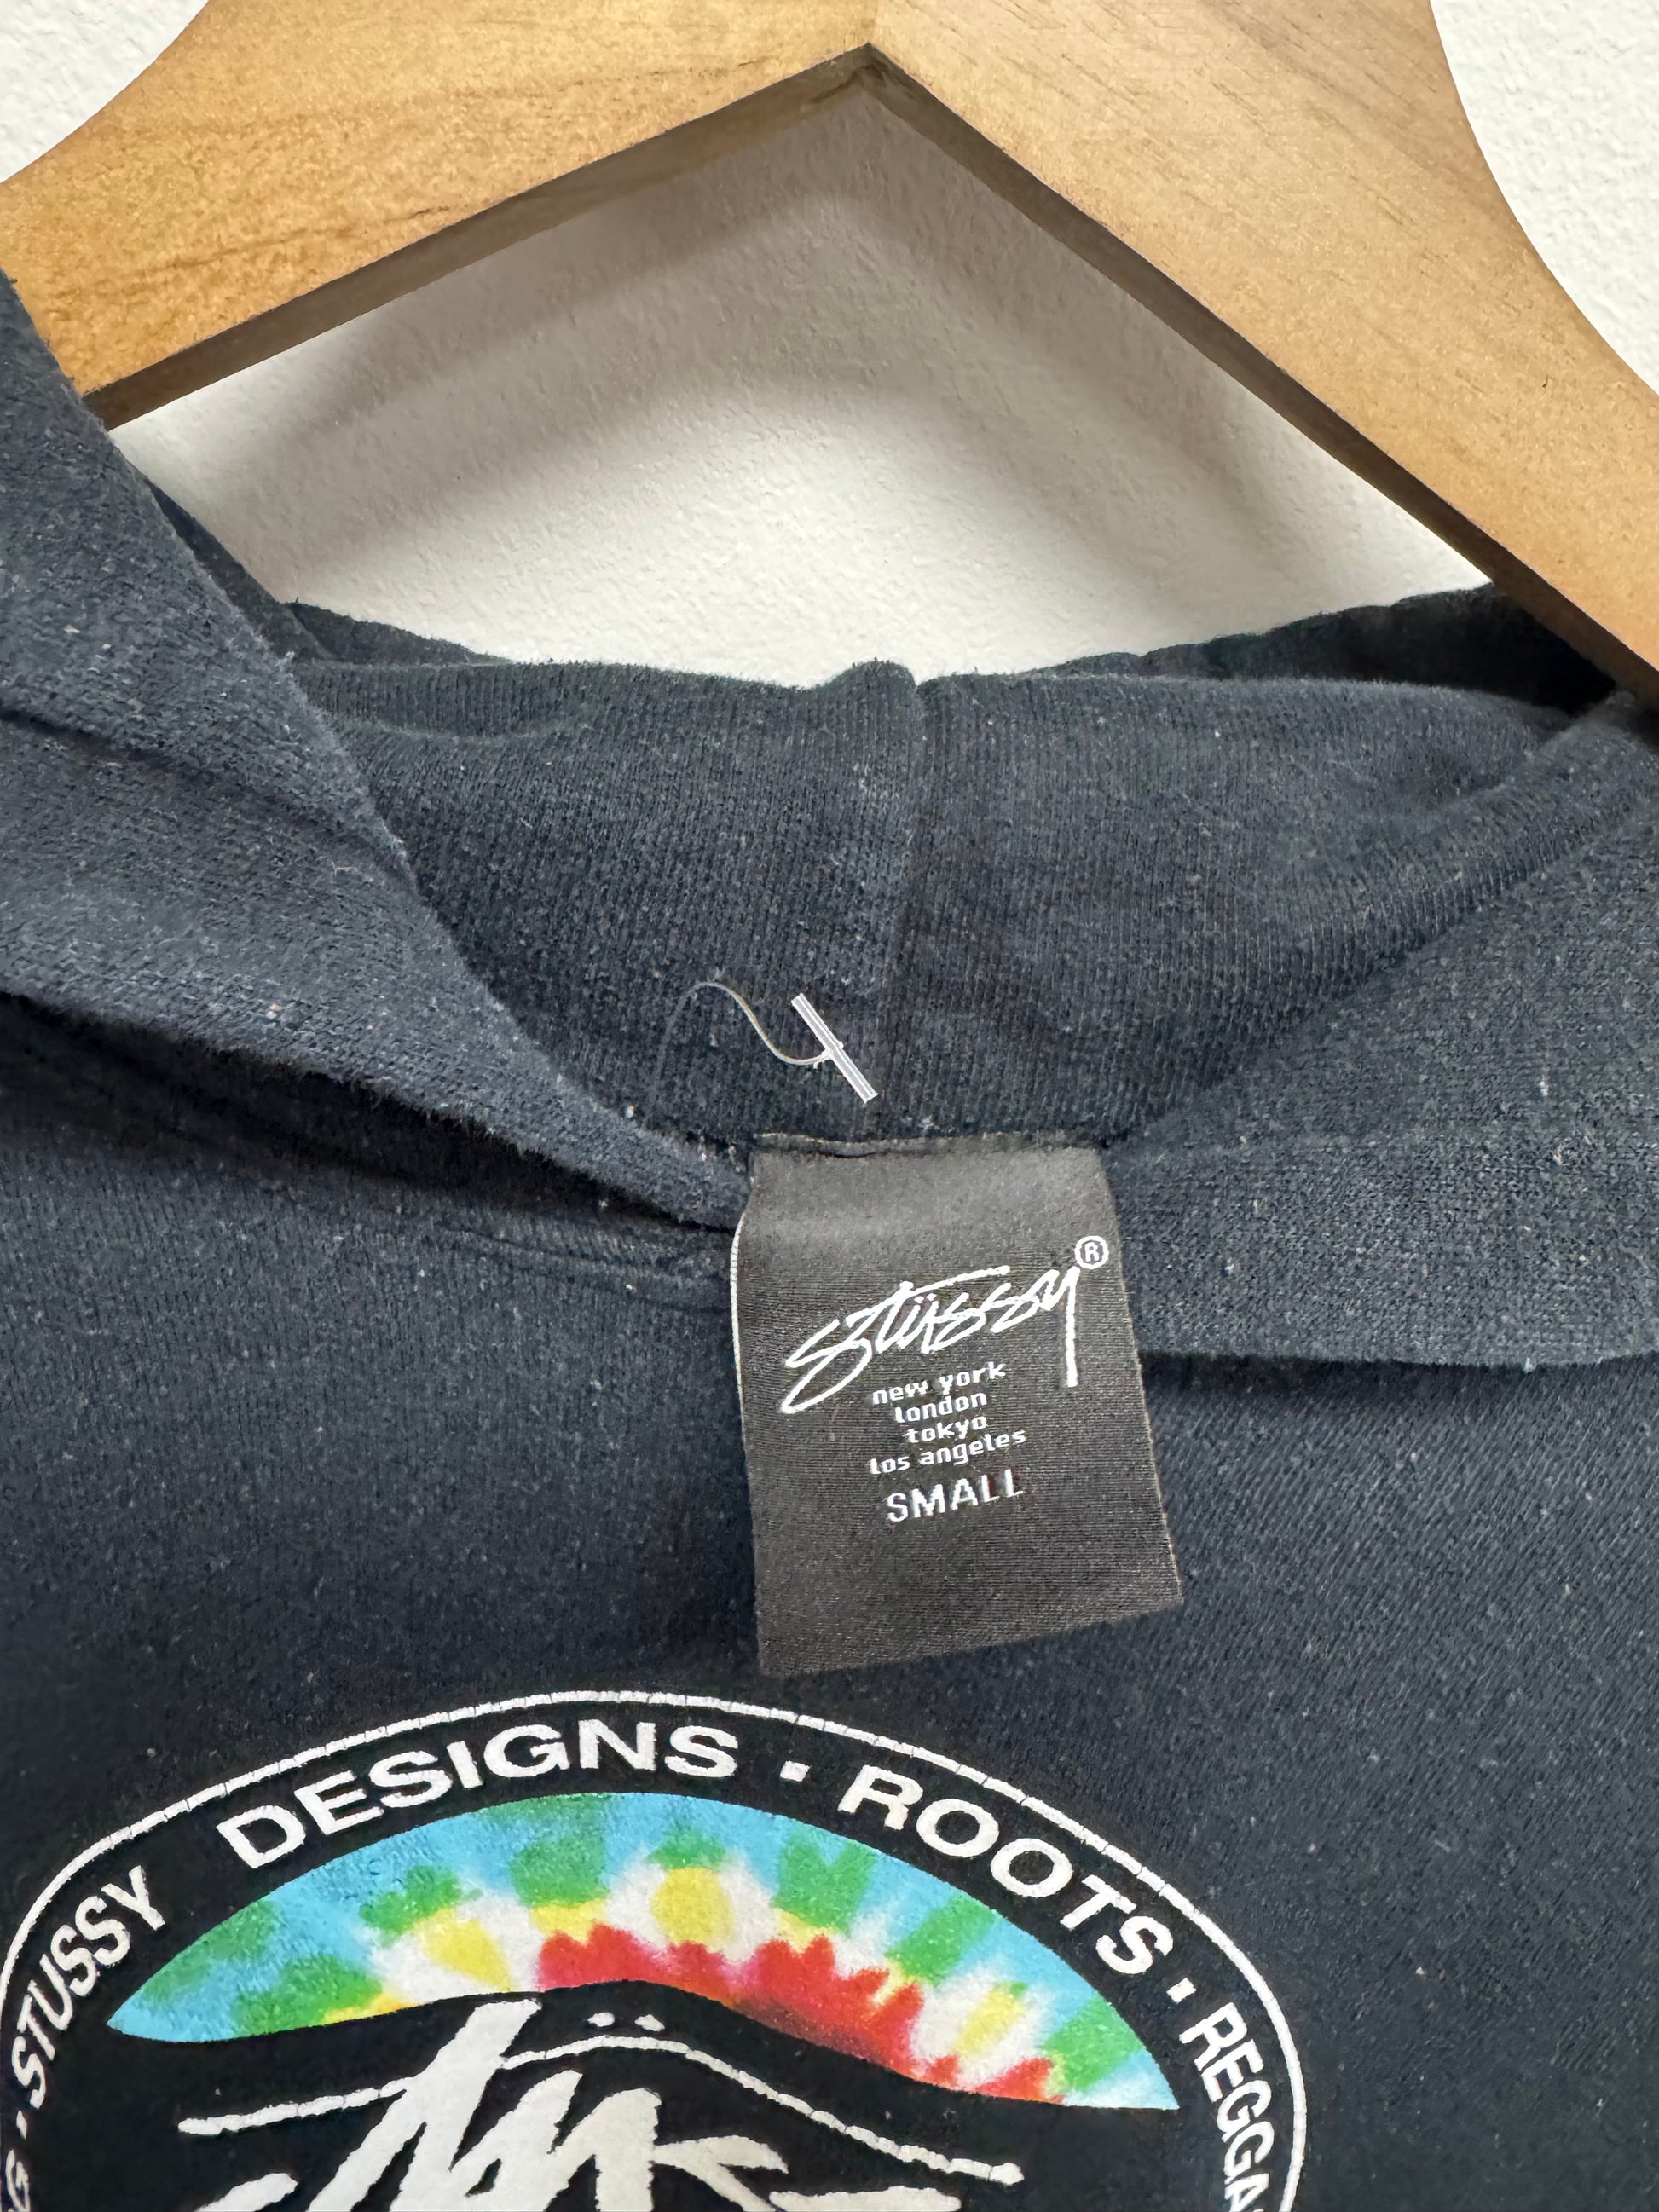 stüssy®
new york
london
tokyo
los angeles
SMALL
STUSSY DESIGNS · ROOTS · REGGA